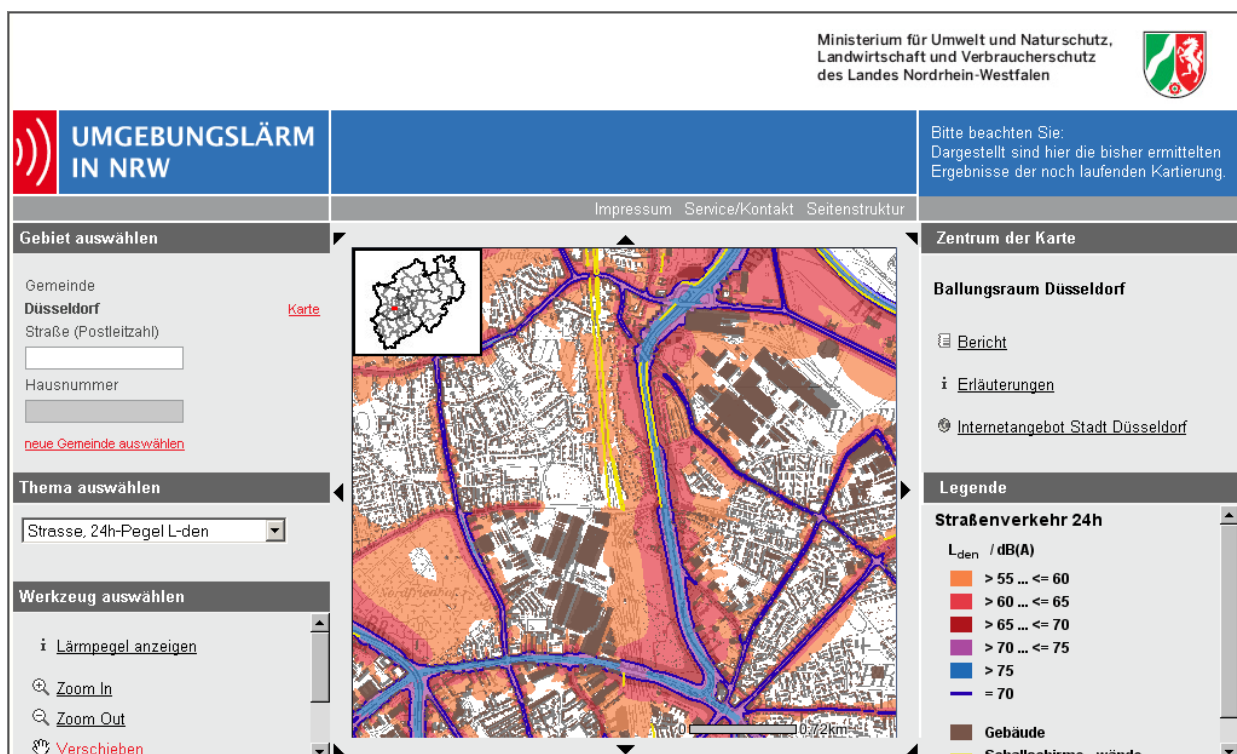 Ministerium für Umwelt und Naturschutz,
Landwirtschaft und Verbraucherschutz
des Landes Nordrhein-Westfalen
UMGEBUNGSLÄRM
IN NRW
Bitte beachten Sie:
Dargestellt sind hier die bisher ermittelten
Ergebnisse der noch laufenden Kartierung.
Impressum Service/Kontakt Seitenstruktur
Gebiet auswählen
Gemeinde
Düsseldorf Karte
Straße (Postleitzahl)
Hausnummer
neue Gemeinde auswählen
Thema auswählen
Strasse, 24h-Pegel L-den
Werkzeug auswählen
i Lärmpegel anzeigen
Zoom In
Zoom Out
Verschieben
Nordfriedhof
0 0.72km
Zentrum der Karte
Ballungsraum Düsseldorf
Bericht
i Erläuterungen
Internetangebot Stadt Düsseldorf
Legende
Straßenverkehr 24h
Lden / dB(A)
> 55 ... <= 60
> 60 ... <= 65
> 65 ... <= 70
> 70 ... <= 75
> 75
= 70
Gebäude
Schallschirme, -wände